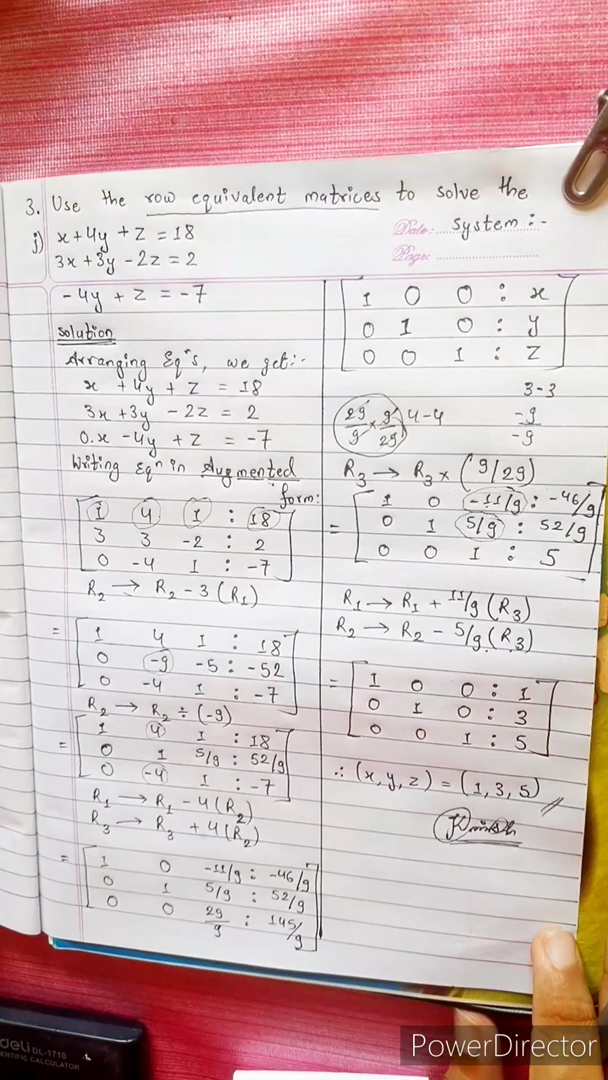 3. Use the row equivalent matrices to solve the
system :-
Date:
Page:
i) x + 4y + z = 18
3x + 3y - 2z = 2
- 4y + z = -7
Solution
Arranging Eqⁿs, we get:-
x + 4y + z = 18
3x + 3y - 2z = 2
0.x - 4y + z = -7
Writing Eqⁿ in Augmented
form:
[ 1 4 1 : 18
3 3 -2 : 2
0 -4 1 : -7 ]
R₂ → R₂ - 3 (R₁)
= [ 1 4 1 : 18
0 -9 -5 : -52
0 -4 1 : -7 ]
R₂ → R₂ ÷ (-9)
= [ 1 4 1 : 18
0 1 5/9 : 52/9
0 -4 1 : -7 ]
R₁ → R₁ - 4(R₂)
R₃ → R₃ + 4(R₂)
= [ 1 0 -11/9 : -46/9
0 1 5/9 : 52/9
0 0 29/9 : 145/9 ]
[ 1 0 0 : x
0 1 0 : y
0 0 1 : z ]
3-3
29/9 × 9/29 4-4 -9
-9
R₃ → R₃ × (9/29)
= [ 1 0 -11/9 : -46/9
0 1 5/9 : 52/9
0 0 1 : 5 ]
R₁ → R₁ + 11/9 (R₃)
R₂ → R₂ - 5/9 (R₃)
= [ 1 0 0 : 1
0 1 0 : 3
0 0 1 : 5 ]
∴ (x, y, z) = (1, 3, 5)
deli DL-1710
ENTIFIC CALCULATOR
PowerDirector